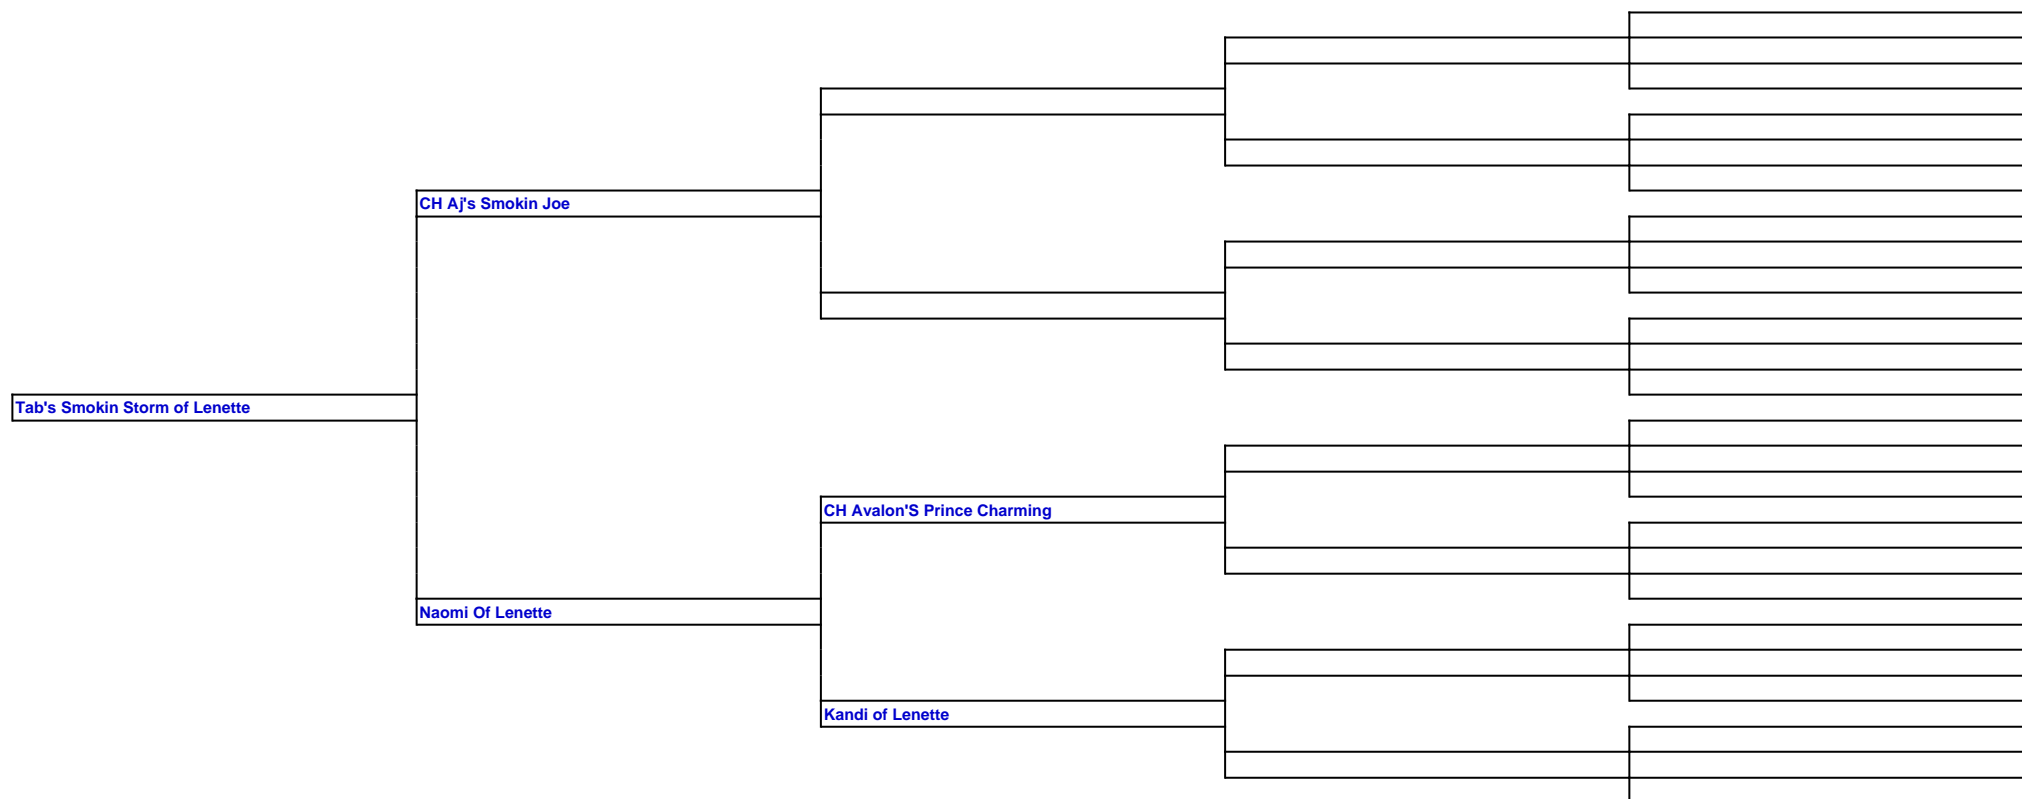 CH Aj's Smokin Joe
Tab's Smokin Storm of Lenette
CH Avalon'S Prince Charming
Naomi Of Lenette
Kandi of Lenette